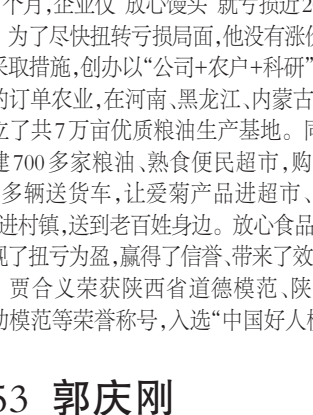 个月,企业仅“放心馒头”就亏损近2
为了尽快扭转亏损局面,他没有涨价
采取措施,创办以“公司+农户+科研”
的订单农业,在河南、黑龙江、内蒙古
立了共7万亩优质粮油生产基地。同
建700多家粮油、熟食便民超市,购
多辆送货车,让爱菊产品进超市、
进村镇,送到老百姓身边。放心食品
现了扭亏为盈,赢得了信誉、带来了效
贾合义荣获陕西省道德模范、陕
动模范等荣誉称号,入选“中国好人榜
53 郭庆刚